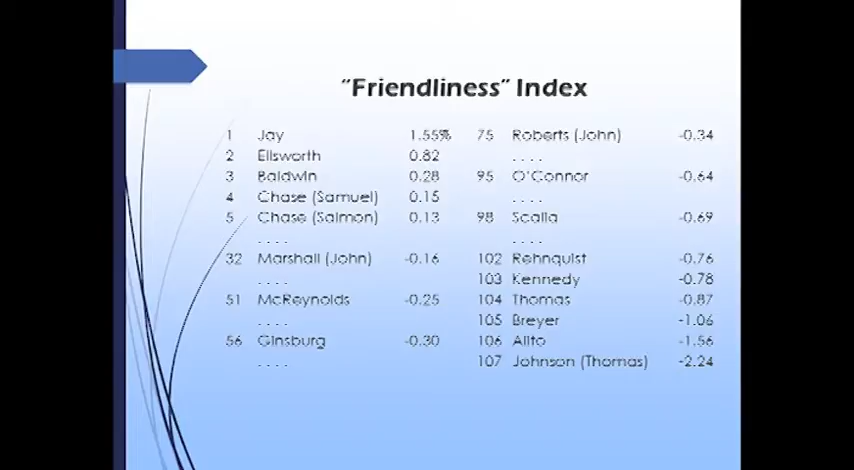 "Friendliness" Index
1 Jay 1.55%
2 Ellsworth 0.82
3 Baldwin 0.28
4 Chase (Samuel) 0.15
5 Chase (Salmon) 0.13
. . . .
32 Marshall (John) -0.16
. . . .
51 McReynolds -0.25
. . . .
56 Ginsburg -0.30
. . . .
75 Roberts (John) -0.34
. . . .
95 O'Connor -0.64
. . . .
98 Scalia -0.69
. . . .
102 Rehnquist -0.76
103 Kennedy -0.78
104 Thomas -0.87
105 Breyer -1.06
106 Alito -1.56
107 Johnson (Thomas) -2.24